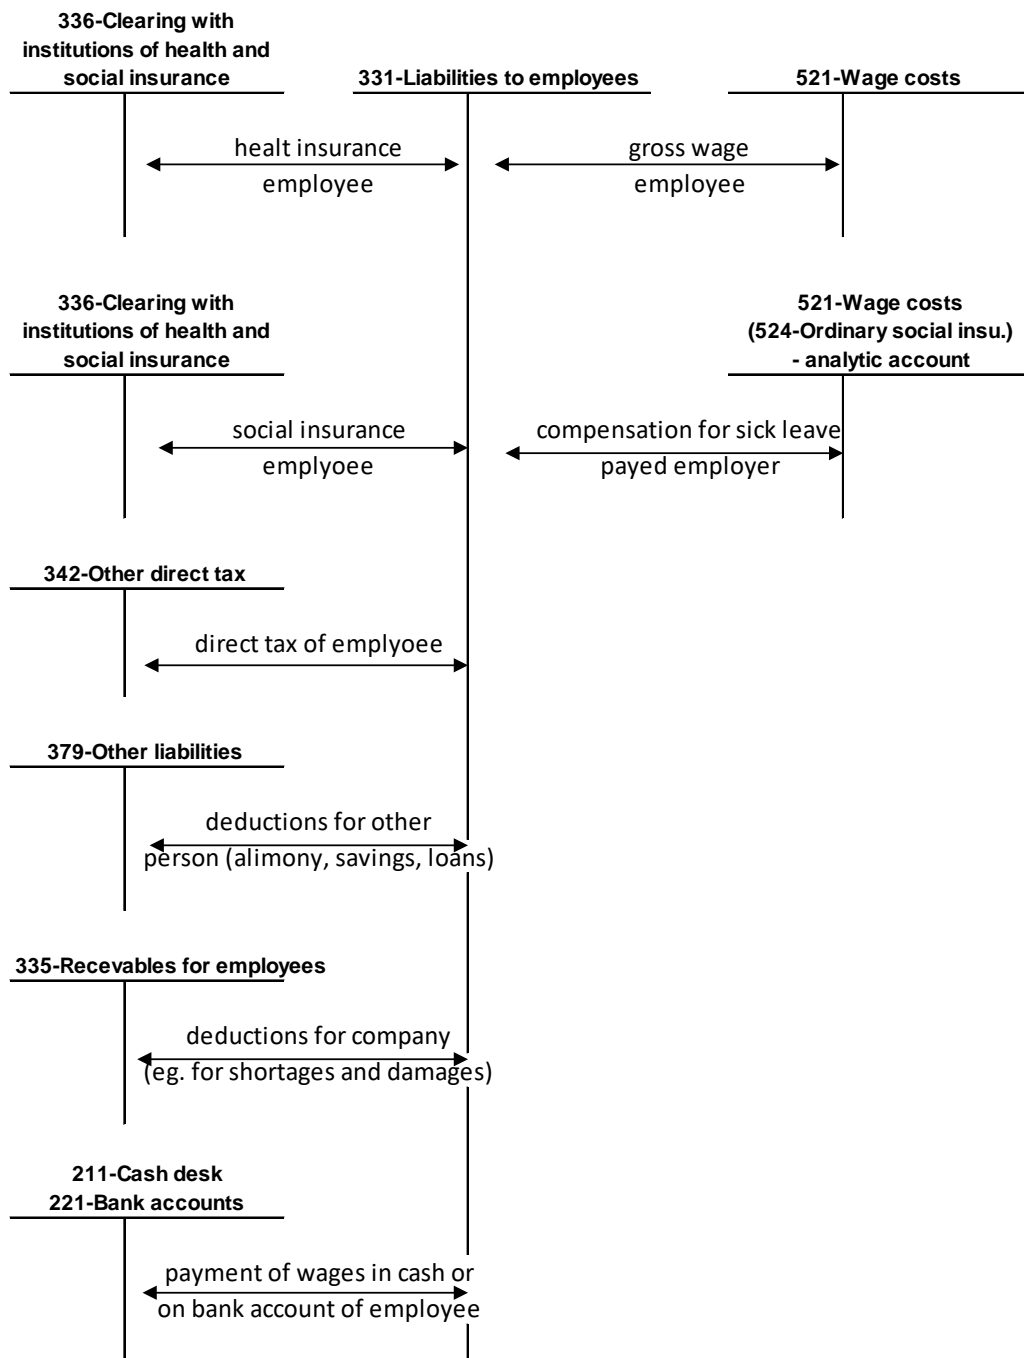 336-Clearing with
institutions of health and
social insurance
331-Liabilities to employees
521-Wage costs
healt insurance
employee
gross wage
employee
336-Clearing with
institutions of health and
social insurance
521-Wage costs
(524-Ordinary social insu.)
- analytic account
social insurance
emplyoee
compensation for sick leave
payed employer
342-Other direct tax
direct tax of emplyoee
379-Other liabilities
deductions for other
person (alimony, savings, loans)
335-Recevables for employees
deductions for company
(eg. for shortages and damages)
211-Cash desk
221-Bank accounts
payment of wages in cash or
on bank account of employee